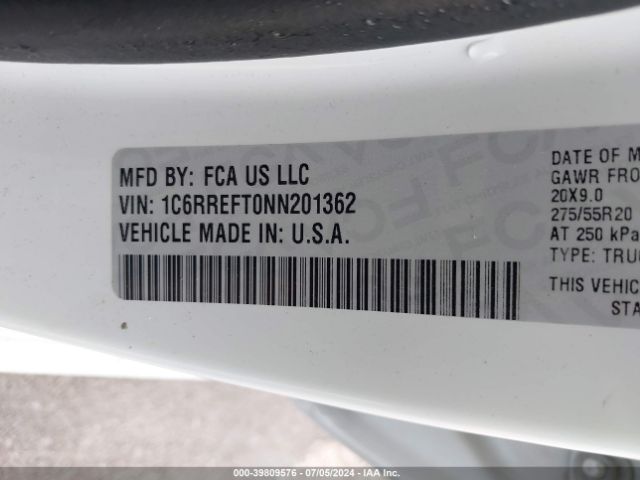 MFD BY: FCA US LLC
VIN: 1C6RREFT0NN201362
VEHICLE MADE IN: U.S.A.
DATE OF M
GAWR FRO
20X9.0
275/55R20
AT 250 kPa
TYPE: TRU
THIS VEHIC
STA
000-39809576 - 07/05/2024 - IAA Inc.